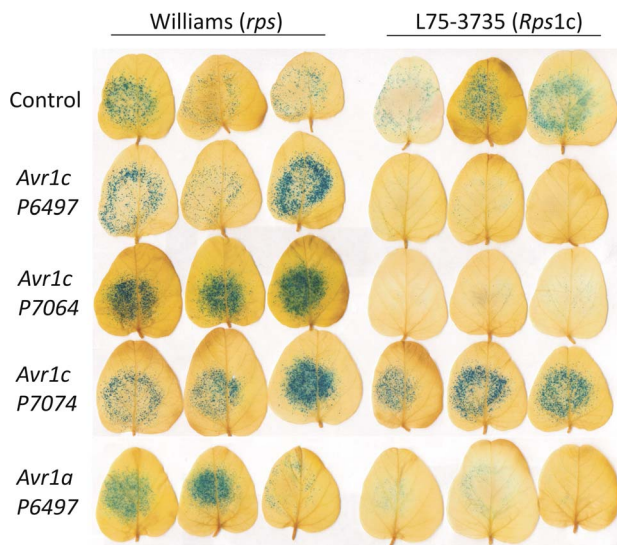 Williams (rps)
L75-3735 (Rps1c)
Control
Avr1c
P6497
Avr1c
P7064
Avr1c
P7074
Avr1a
P6497